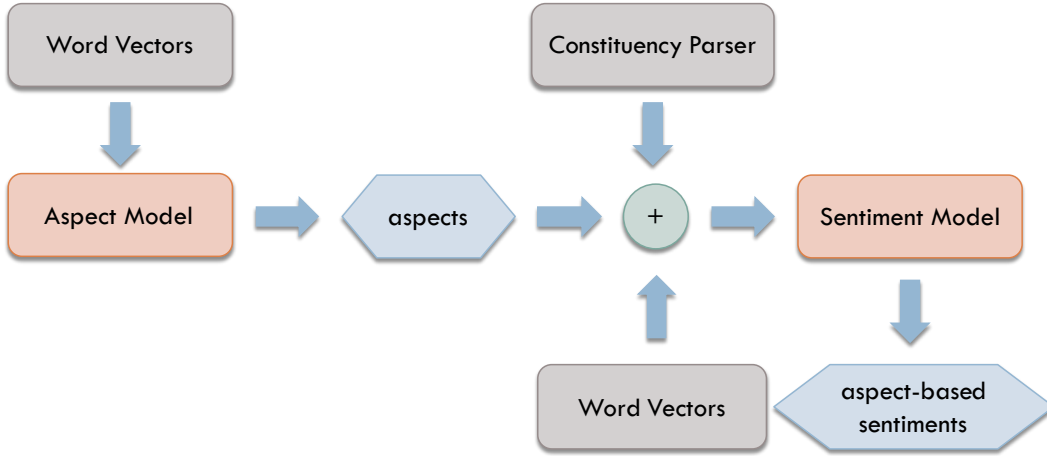 Word Vectors
Constituency Parser
Aspect Model
aspects
+
Sentiment Model
Word Vectors
aspect-based
sentiments